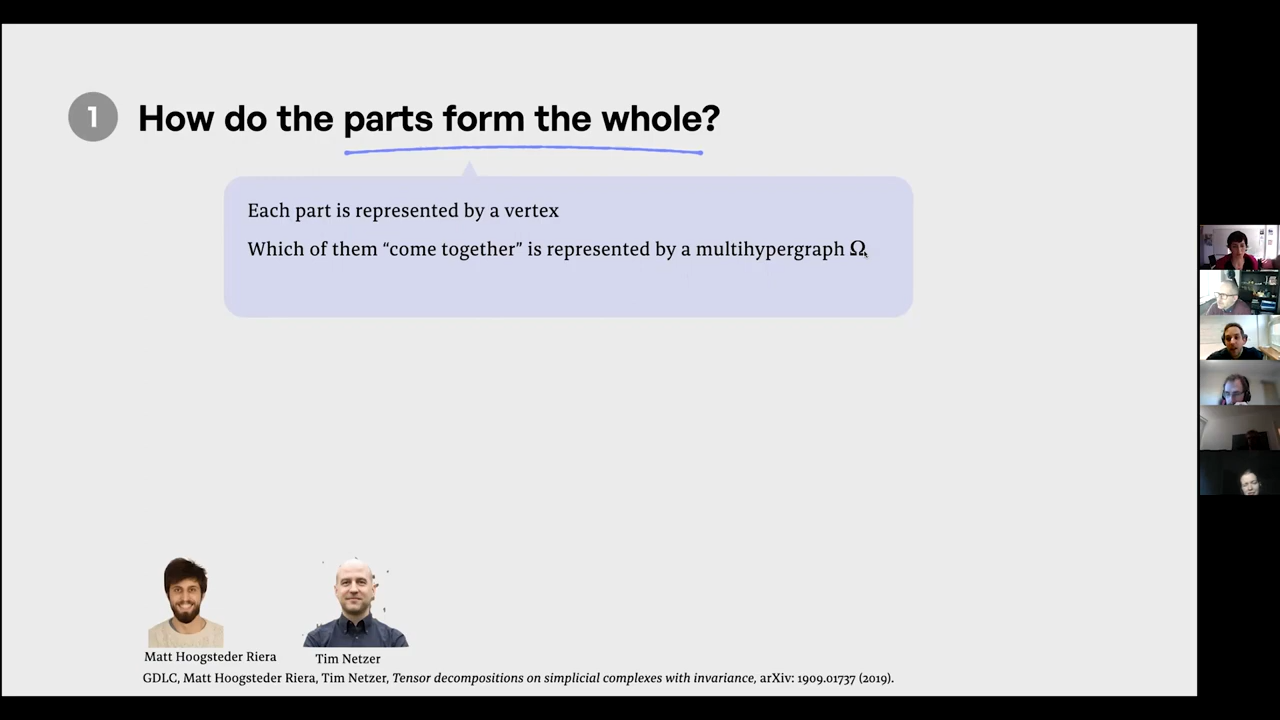 1 How do the parts form the whole?
Each part is represented by a vertex
Which of them “come together” is represented by a multihypergraph Ω
Matt Hoogsteder Riera
Tim Netzer
GDLC, Matt Hoogsteder Riera, Tim Netzer, Tensor decompositions on simplicial complexes with invariance, arXiv: 1909.01737 (2019).